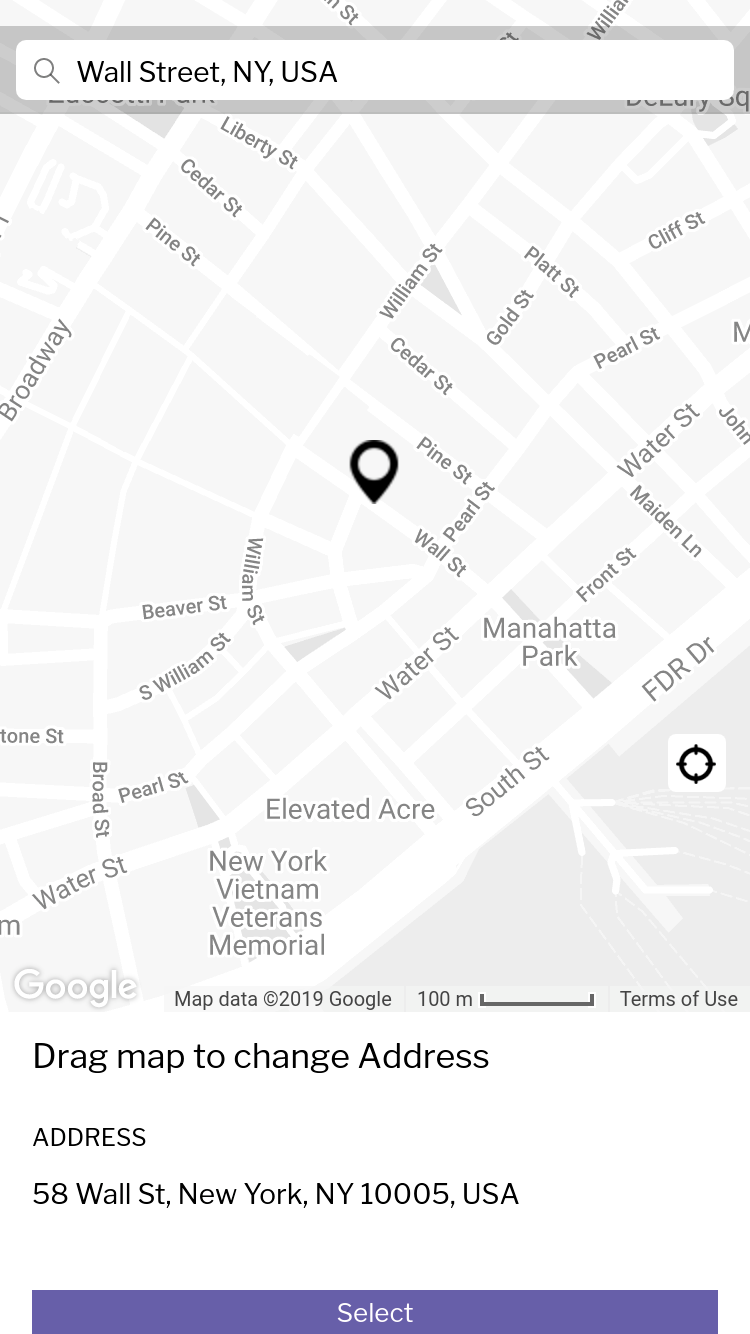 Wall Street, NY, USA
Liberty St
Cedar St
Pine St
Cliff St
William St
Platt St
Gold St
Broadway
Cedar St
Pearl St
Water St
Pine St
Pearl St
Maiden Ln
Wall St
William St
Front St
Beaver St
Manahatta
Park
S William St
Water St
FDR Dr
tone St
Broad St
Pearl St
South St
Elevated Acre
Water St
New York
Vietnam
Veterans
Memorial
Google
Map data ©2019 Google
100 m
Terms of Use
Drag map to change Address
ADDRESS
58 Wall St, New York, NY 10005, USA
Select